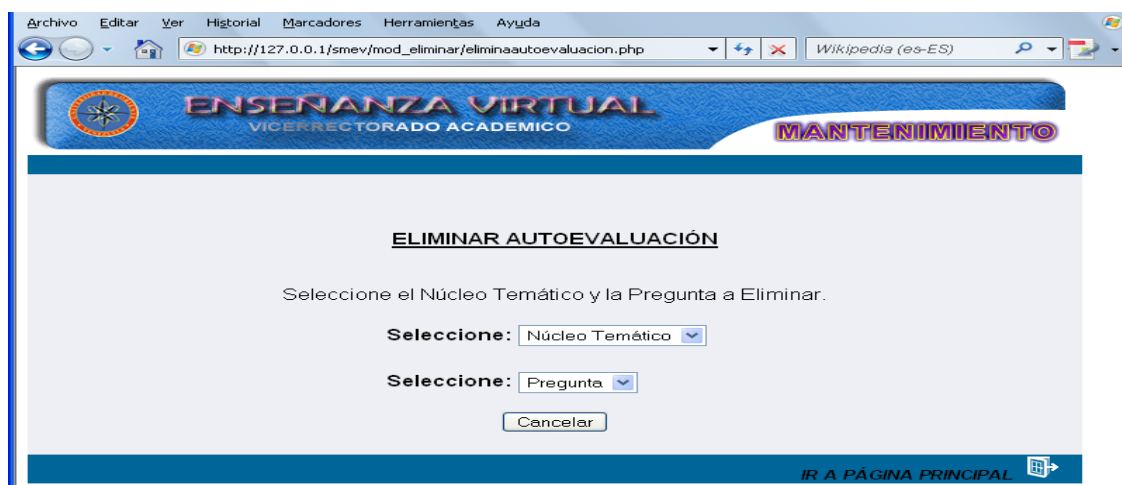 Archivo Editar Ver Historial Marcadores Herramientas Ayuda
http://127.0.0.1/smev/mod_eliminar/eliminaautoevaluacion.php Wikipedia (es-ES)
ENSEÑANZA VIRTUAL
VICERRECTORADO ACADEMICO
MANTENIMIENTO
ELIMINAR AUTOEVALUACIÓN
Seleccione el Núcleo Temático y la Pregunta a Eliminar.
Seleccione: Núcleo Temático
Seleccione: Pregunta
Cancelar
IR A PÁGINA PRINCIPAL